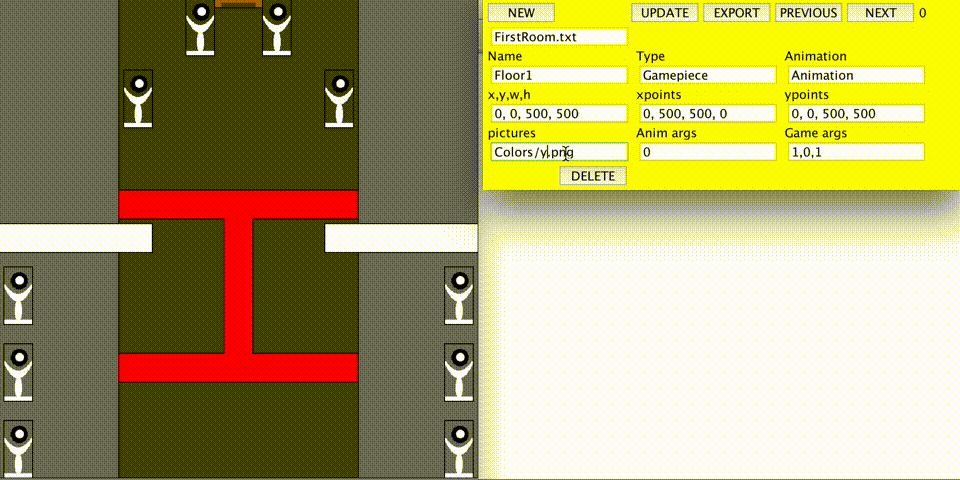 NEW UPDATE EXPORT PREVIOUS NEXT 0
FirstRoom.txt
Name Type Animation
Floor1 Gamepiece Animation
x,y,w,h xpoints ypoints
0, 0, 500, 500 0, 500, 500, 0 0, 0, 500, 500
pictures Anim args Game args
Colors/y.png 0 1,0,1
DELETE